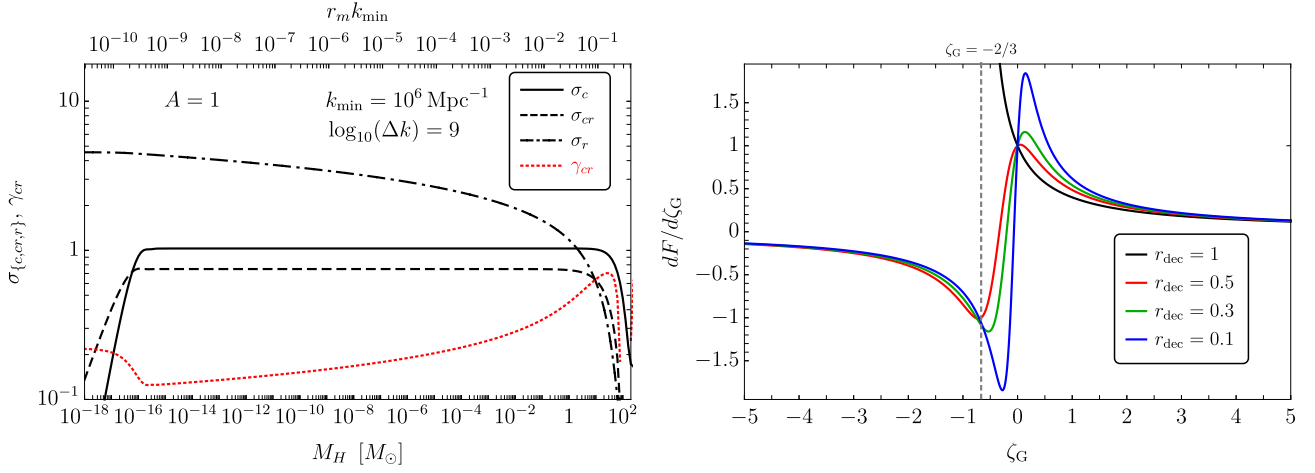 r_m k_min
10^-10 10^-9 10^-8 10^-7 10^-6 10^-5 10^-4 10^-3 10^-2 10^-1
A = 1
k_min = 10^6 Mpc^-1
log_10(Δk) = 9
σ_c
σ_cr
σ_r
γ_cr
σ_{c,cr,r}, γ_cr
10
1
10^-1
10^-18 10^-16 10^-14 10^-12 10^-10 10^-8 10^-6 10^-4 10^-2 1 10^2
M_H [M_⊙]
ζ_G = −2/3
dF/dζ_G
1.5
1
0.5
0
−0.5
−1
−1.5
r_dec = 1
r_dec = 0.5
r_dec = 0.3
r_dec = 0.1
−5 −4 −3 −2 −1 0 1 2 3 4 5
ζ_G